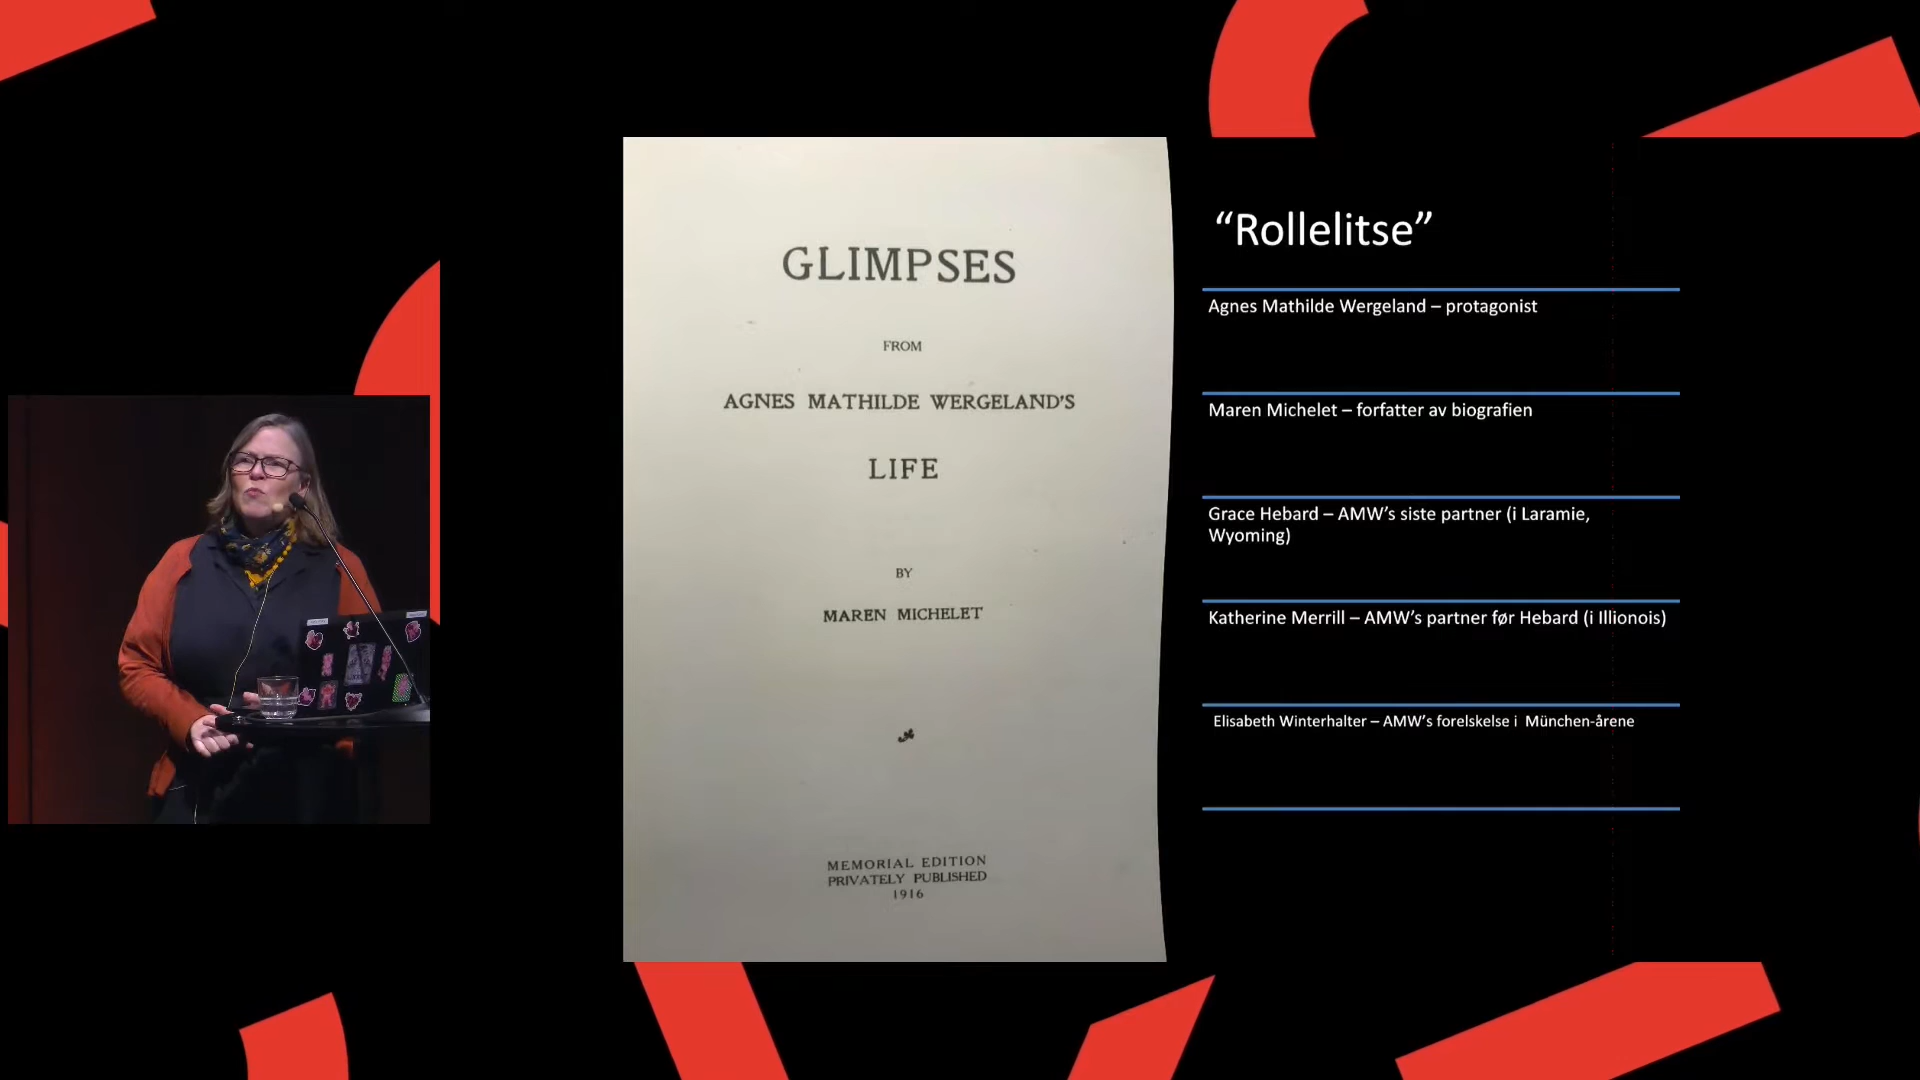 GLIMPSES
FROM
AGNES MATHILDE WERGELAND'S
LIFE
BY
MAREN MICHELET
MEMORIAL EDITION
PRIVATELY PUBLISHED
1916
“Rollelitse”
Agnes Mathilde Wergeland – protagonist
Maren Michelet – forfatter av biografien
Grace Hebard – AMW’s siste partner (i Laramie,
Wyoming)
Katherine Merrill – AMW’s partner før Hebard (i Illionois)
Elisabeth Winterhalter – AMW’s forelskelse i München-årene